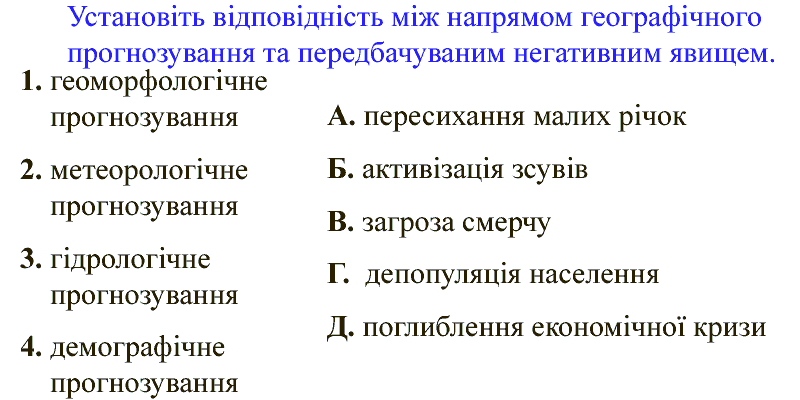 Установіть відповідність між напрямом географічного
прогнозування та передбачуваним негативним явищем.
1. геоморфологічне
прогнозування
2. метеорологічне
прогнозування
3. гідрологічне
прогнозування
4. демографічне
прогнозування
А. пересихання малих річок
Б. активізація зсувів
В. загроза смерчу
Г. депопуляція населення
Д. поглиблення економічної кризи